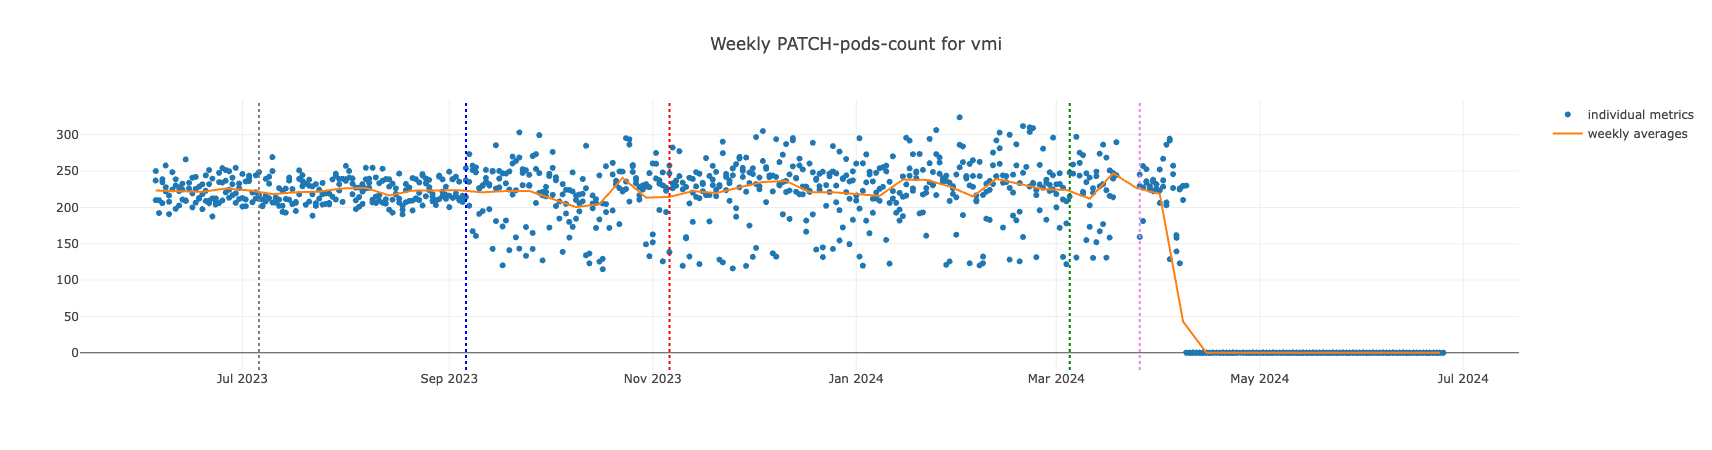 Weekly PATCH-pods-count for vmi
individual metrics
weekly averages
300
250
200
150
100
50
0
Jul 2023
Sep 2023
Nov 2023
Jan 2024
Mar 2024
May 2024
Jul 2024